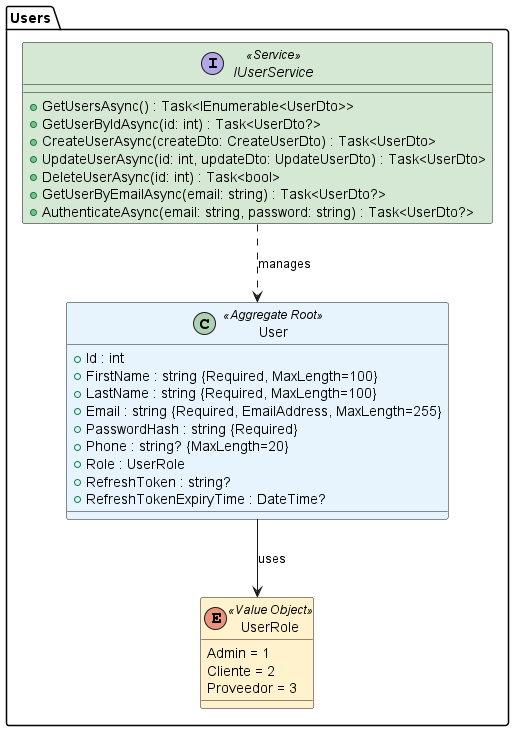 Users
I
«Service»
IUserService
GetUsersAsync() : Task<IEnumerable<UserDto>>
GetUserByIdAsync(id: int) : Task<UserDto?>
CreateUserAsync(createDto: CreateUserDto) : Task<UserDto>
UpdateUserAsync(id: int, updateDto: UpdateUserDto) : Task<UserDto>
DeleteUserAsync(id: int) : Task<bool>
GetUserByEmailAsync(email: string) : Task<UserDto?>
AuthenticateAsync(email: string, password: string) : Task<UserDto?>
manages
C
«Aggregate Root»
User
Id : int
FirstName : string {Required, MaxLength=100}
LastName : string {Required, MaxLength=100}
Email : string {Required, EmailAddress, MaxLength=255}
PasswordHash : string {Required}
Phone : string? {MaxLength=20}
Role : UserRole
RefreshToken : string?
RefreshTokenExpiryTime : DateTime?
uses
E
«Value Object»
UserRole
Admin = 1
Cliente = 2
Proveedor = 3